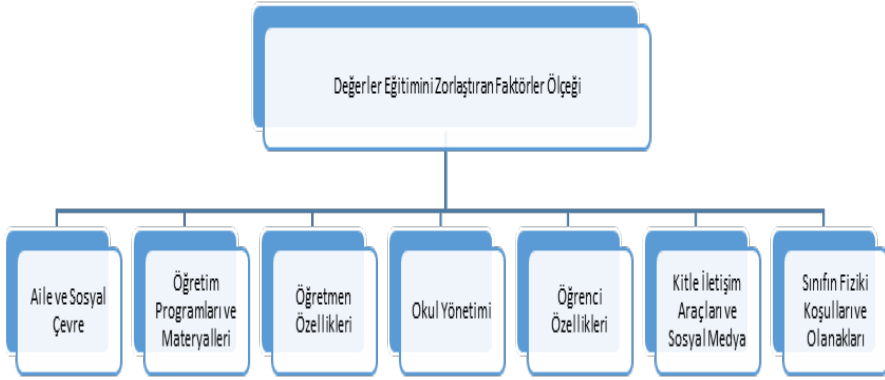 Değerler Eğitimini Zorlaştıran Faktörler Ölçeği
Aile ve Sosyal
Çevre
Öğretim
Programları ve
Materyalleri
Öğretmen
Özellikleri
Okul Yönetimi
Öğrenci
Özellikleri
Kitle İletişim
Araçları ve
Sosyal Medya
Sınıfın Fiziki
Koşulları ve
Olanakları